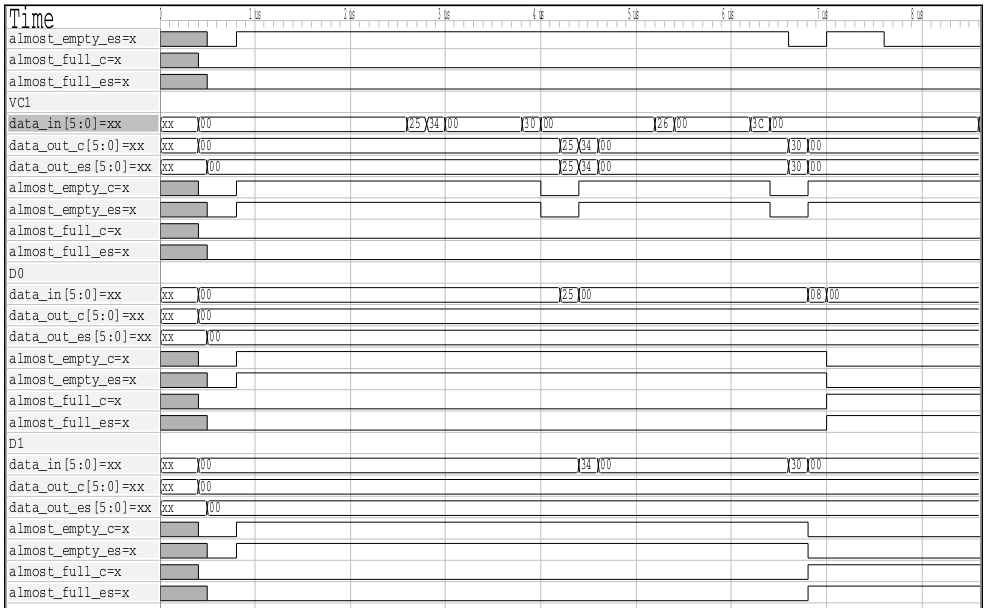 Time 1 us 2 us 3 us 4 us 5 us 6 us 7 us 8 us
almost_empty_es=x
almost_full_c=x
almost_full_es=x
VC1
data_in[5:0]=xx xx 00 25 34 00 30 00 26 00 3C 00
data_out_c[5:0]=xx xx 00 25 34 00 30 00
data_out_es[5:0]=xx xx 00 25 34 00 30 00
almost_empty_c=x
almost_empty_es=x
almost_full_c=x
almost_full_es=x
D0
data_in[5:0]=xx xx 00 25 00 08 00
data_out_c[5:0]=xx xx 00
data_out_es[5:0]=xx xx 00
almost_empty_c=x
almost_empty_es=x
almost_full_c=x
almost_full_es=x
D1
data_in[5:0]=xx xx 00 34 00 30 00
data_out_c[5:0]=xx xx 00
data_out_es[5:0]=xx xx 00
almost_empty_c=x
almost_empty_es=x
almost_full_c=x
almost_full_es=x